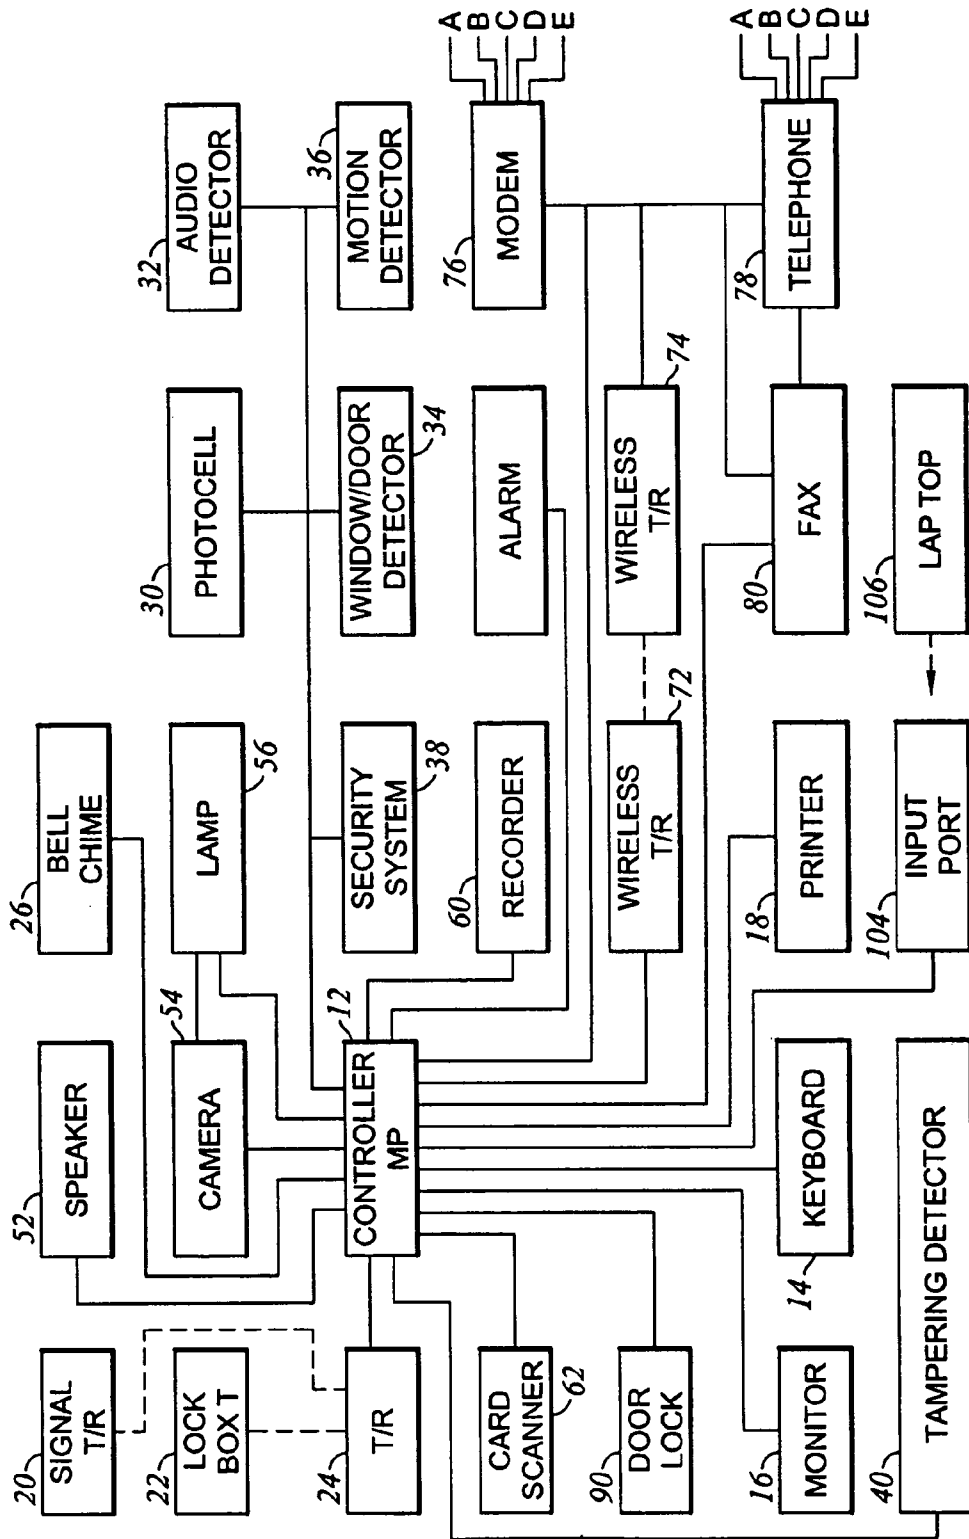 20
SIGNAL
T/R
52
SPEAKER
26
BELL
CHIME
22
LOCK
BOX T
CAMERA
54
LAMP
56
30
PHOTOCELL
32
AUDIO
DETECTOR
24
T/R
CONTROLLER
MP
12
SECURITY
SYSTEM
38
WINDOW/DOOR
DETECTOR
34
MOTION
DETECTOR
36
CARD
SCANNER
62
60
RECORDER
ALARM
76
MODEM
A
B
C
D
E
90
DOOR
LOCK
WIRELESS
T/R
72
WIRELESS
T/R
74
16
MONITOR
14
KEYBOARD
18
PRINTER
80
FAX
78
TELEPHONE
A
B
C
D
E
40
TAMPERING DETECTOR
104
INPUT
PORT
106
LAP TOP